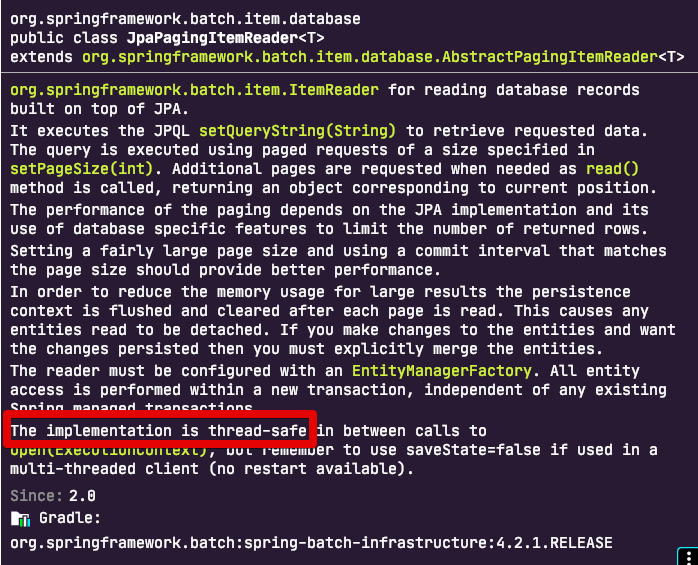 org.springframework.batch.item.database
public class JpaPagingItemReader<T>
extends org.springframework.batch.item.database.AbstractPagingItemReader<T>
org.springframework.batch.item.ItemReader for reading database records
built on top of JPA.
It executes the JPQL setQueryString(String) to retrieve requested data.
The query is executed using paged requests of a size specified in
setPageSize(int). Additional pages are requested when needed as read()
method is called, returning an object corresponding to current position.
The performance of the paging depends on the JPA implementation and its
use of database specific features to limit the number of returned rows.
Setting a fairly large page size and using a commit interval that matches
the page size should provide better performance.
In order to reduce the memory usage for large results the persistence
context is flushed and cleared after each page is read. This causes any
entities read to be detached. If you make changes to the entities and want
the changes persisted then you must explicitly merge the entities.
The reader must be configured with an EntityManagerFactory. All entity
access is performed within a new transaction, independent of any existing
Spring managed transactions.
The implementation is thread-safe in between calls to
open(ExecutionContext), but remember to use saveState=false if used in a
multi-threaded client (no restart available).
Since: 2.0
Gradle:
org.springframework.batch:spring-batch-infrastructure:4.2.1.RELEASE